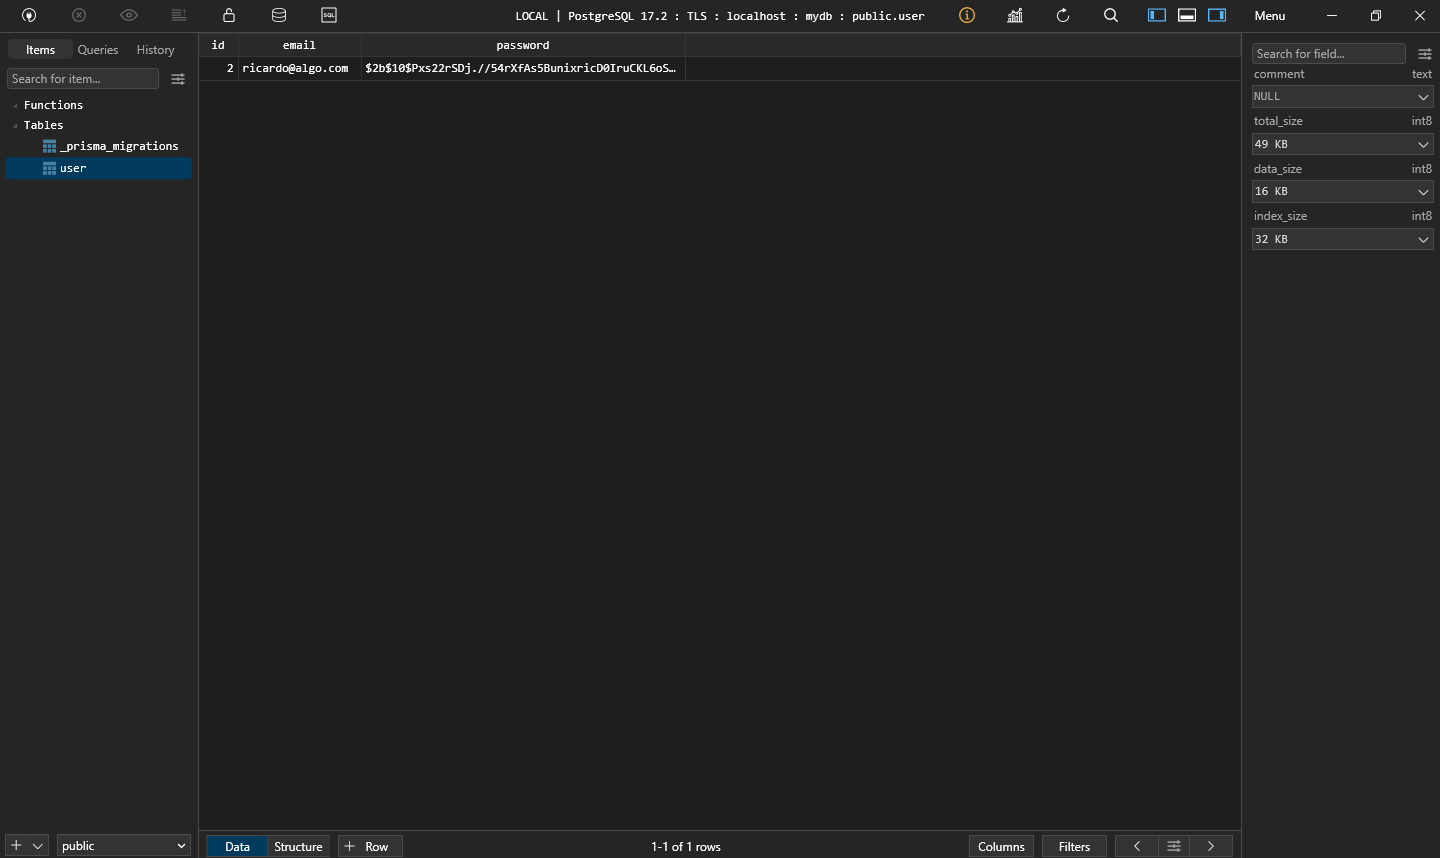 SQL
LOCAL | PostgreSQL 17.2 : TLS : localhost : mydb : public.user
Menu
Items Queries History
Search for item...
Functions
Tables
_prisma_migrations
user
id email password
2 ricardo@algo.com $2b$10$Pxs22rSDj.//54rXfAs5BunixricD0IruCKL6oS…
Search for field...
comment text
NULL
total_size int8
49 KB
data_size int8
16 KB
index_size int8
32 KB
public
Data Structure + Row
1-1 of 1 rows
Columns Filters